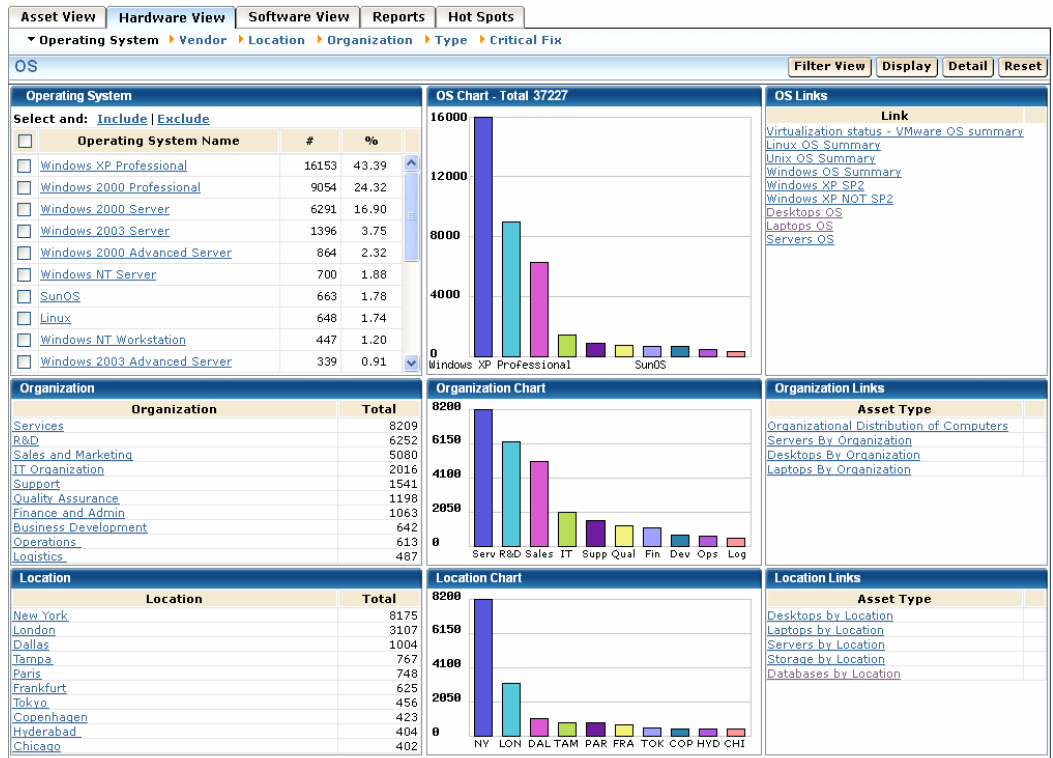 Asset View Hardware View Software View Reports Hot Spots
Operating System Vendor Location Organization Type Critical Fix
OS Filter View Display Detail Reset
Operating System
Select and: Include | Exclude
Operating System Name # %
Windows XP Professional 16153 43.39
Windows 2000 Professional 9054 24.32
Windows 2000 Server 6291 16.90
Windows 2003 Server 1396 3.75
Windows 2000 Advanced Server 864 2.32
Windows NT Server 700 1.88
SunOS 663 1.78
Linux 648 1.74
Windows NT Workstation 447 1.20
Windows 2003 Advanced Server 339 0.91
OS Chart - Total 37227
16000
12000
8000
4000
0
Windows XP Professional SunOS
OS Links
Link
Virtualization status - VMware OS summary
Linux OS Summary
Unix OS Summary
Windows OS Summary
Windows XP SP2
Windows XP NOT SP2
Desktops OS
Laptops OS
Servers OS
Organization
Organization Total
Services 8209
R&D 6252
Sales and Marketing 5080
IT Organization 2016
Support 1541
Quality Assurance 1198
Finance and Admin 1063
Business Development 642
Operations 613
Logistics 487
Organization Chart
8200
6150
4100
2050
0
Serv R&D Sales IT Supp Qual Fin Dev Ops Log
Organization Links
Asset Type
Organizational Distribution of Computers
Servers By Organization
Desktops By Organization
Laptops By Organization
Location
Location Total
New York 8175
London 3107
Dallas 1004
Tampa 767
Paris 748
Frankfurt 625
Tokyo 456
Copenhagen 423
Hyderabad 404
Chicago 402
Location Chart
8200
6150
4100
2050
0
NY LON DAL TAM PAR FRA TOK COP HYD CHI
Location Links
Asset Type
Desktops by Location
Laptops by Location
Servers by Location
Storage by Location
Databases by Location